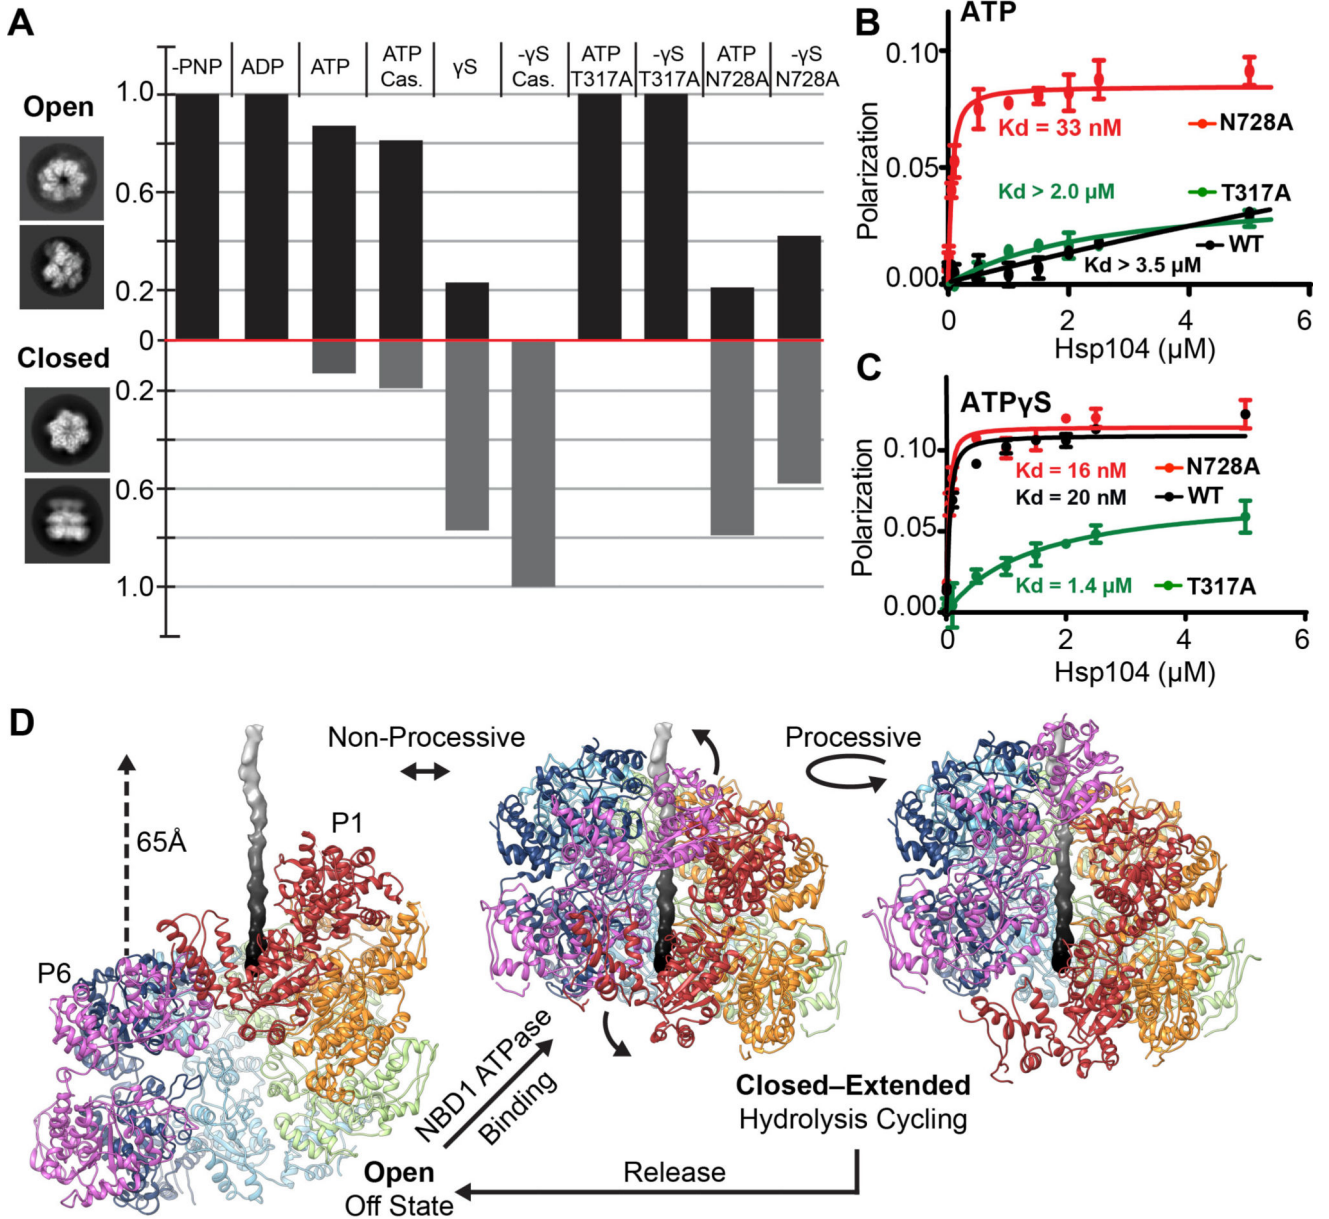 A
-PNP
ADP
ATP
ATP
Cas.
γS
-γS
Cas.
ATP
T317A
-γS
T317A
ATP
N728A
-γS
N728A
Open
Closed
1.0
0.6
0.2
0
0.2
0.6
1.0
B
ATP
0.10
0.05
0.00
Polarization
Kd = 33 nM
N728A
Kd > 2.0 µM
T317A
WT
Kd > 3.5 µM
0
2
4
6
Hsp104 (µM)
C
ATPγS
0.10
0.05
0.00
Polarization
Kd = 16 nM
N728A
Kd = 20 nM
WT
Kd = 1.4 µM
T317A
0
2
4
6
Hsp104 (µM)
D
Non-Processive
Processive
65Å
P1
P6
NBD1 ATPase
Binding
Closed–Extended
Hydrolysis Cycling
Open
Off State
Release